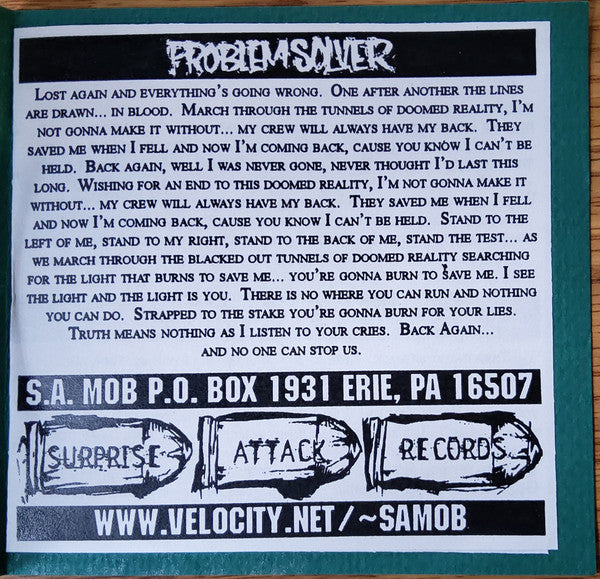 PROBLEMSOLVER
LOST AGAIN AND EVERYTHING'S GOING WRONG. ONE AFTER ANOTHER THE LINES
ARE DRAWN... IN BLOOD. MARCH THROUGH THE TUNNELS OF DOOMED REALITY, I'M
NOT GONNA MAKE IT WITHOUT... MY CREW WILL ALWAYS HAVE MY BACK. THEY
SAVED ME WHEN I FELL AND NOW I'M COMING BACK, CAUSE YOU KNOW I CAN'T BE
HELD. BACK AGAIN, WELL I WAS NEVER GONE, NEVER THOUGHT I'D LAST THIS
LONG. WISHING FOR AN END TO THIS DOOMED REALITY, I'M NOT GONNA MAKE IT
WITHOUT... MY CREW WILL ALWAYS HAVE MY BACK. THEY SAVED ME WHEN I FELL
AND NOW I'M COMING BACK, CAUSE YOU KNOW I CAN'T BE HELD. STAND TO THE
LEFT OF ME, STAND TO MY RIGHT, STAND TO THE BACK OF ME, STAND THE TEST... AS
WE MARCH THROUGH THE BLACKED OUT TUNNELS OF DOOMED REALITY SEARCHING
FOR THE LIGHT THAT BURNS TO SAVE ME... YOU'RE GONNA BURN TO SAVE ME. I SEE
THE LIGHT AND THE LIGHT IS YOU. THERE IS NO WHERE YOU CAN RUN AND NOTHING
YOU CAN DO. STRAPPED TO THE STAKE YOU'RE GONNA BURN FOR YOUR LIES.
TRUTH MEANS NOTHING AS I LISTEN TO YOUR CRIES. BACK AGAIN...
AND NO ONE CAN STOP US.
S.A. MOB P.O. BOX 1931 ERIE, PA 16507
SURPRISE ATTACK RECORDS
WWW.VELOCITY.NET/~SAMOB